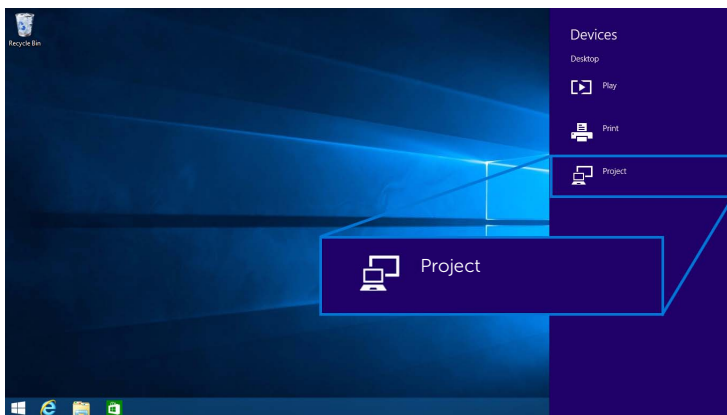 Recycle Bin
Devices
Desktop
Play
Print
Project
Project